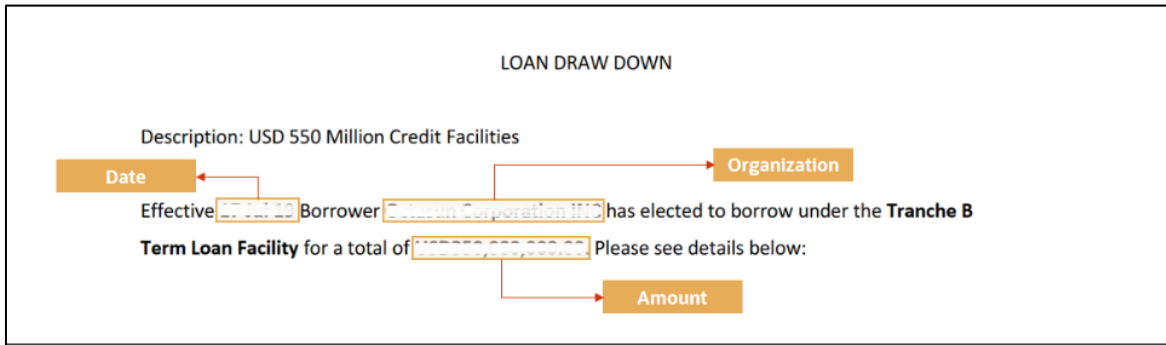 LOAN DRAW DOWN
Description: USD 550 Million Credit Facilities
Organization
Date
Effective Borrower Corporation has elected to borrow under the Tranche B
Term Loan Facility for a total of Please see details below:
Amount